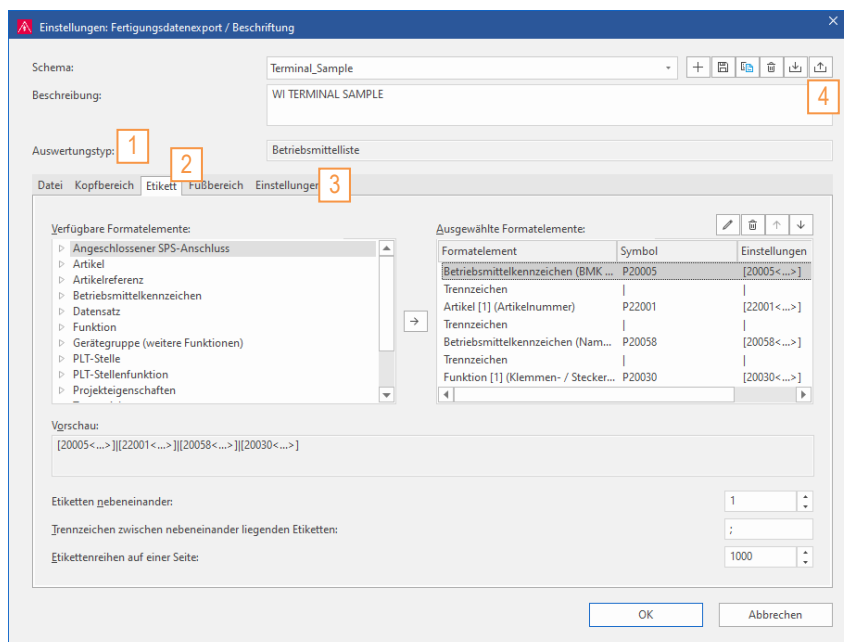 Einstellungen: Fertigungsdatenexport / Beschriftung
Schema:
Terminal_Sample
Beschreibung:
WI TERMINAL SAMPLE
4
Auswertungstyp:
1
Betriebsmittelliste
2
Datei Kopfbereich Etikett Fußbereich Einstellungen
3
Verfügbare Formatelemente:
Angeschlossener SPS-Anschluss
Artikel
Artikelreferenz
Betriebsmittelkennzeichen
Datensatz
Funktion
Gerätegruppe (weitere Funktionen)
PLT-Stelle
PLT-Stellenfunktion
Projekteigenschaften
Ausgewählte Formatelemente:
Formatelement Symbol Einstellungen
Betriebsmittelkennzeichen (BMK ... P20005 [20005<...>]
Trennzeichen | |
Artikel [1] (Artikelnummer) P22001 [22001<...>]
Trennzeichen | |
Betriebsmittelkennzeichen (Nam... P20058 [20058<...>]
Trennzeichen | |
Funktion [1] (Klemmen- / Stecker... P20030 [20030<...>]
Vorschau:
[20005<...>]|[22001<...>]|[20058<...>]|[20030<...>]
Etiketten nebeneinander:
1
Trennzeichen zwischen nebeneinander liegenden Etiketten:
;
Etikettenreihen auf einer Seite:
1000
OK
Abbrechen